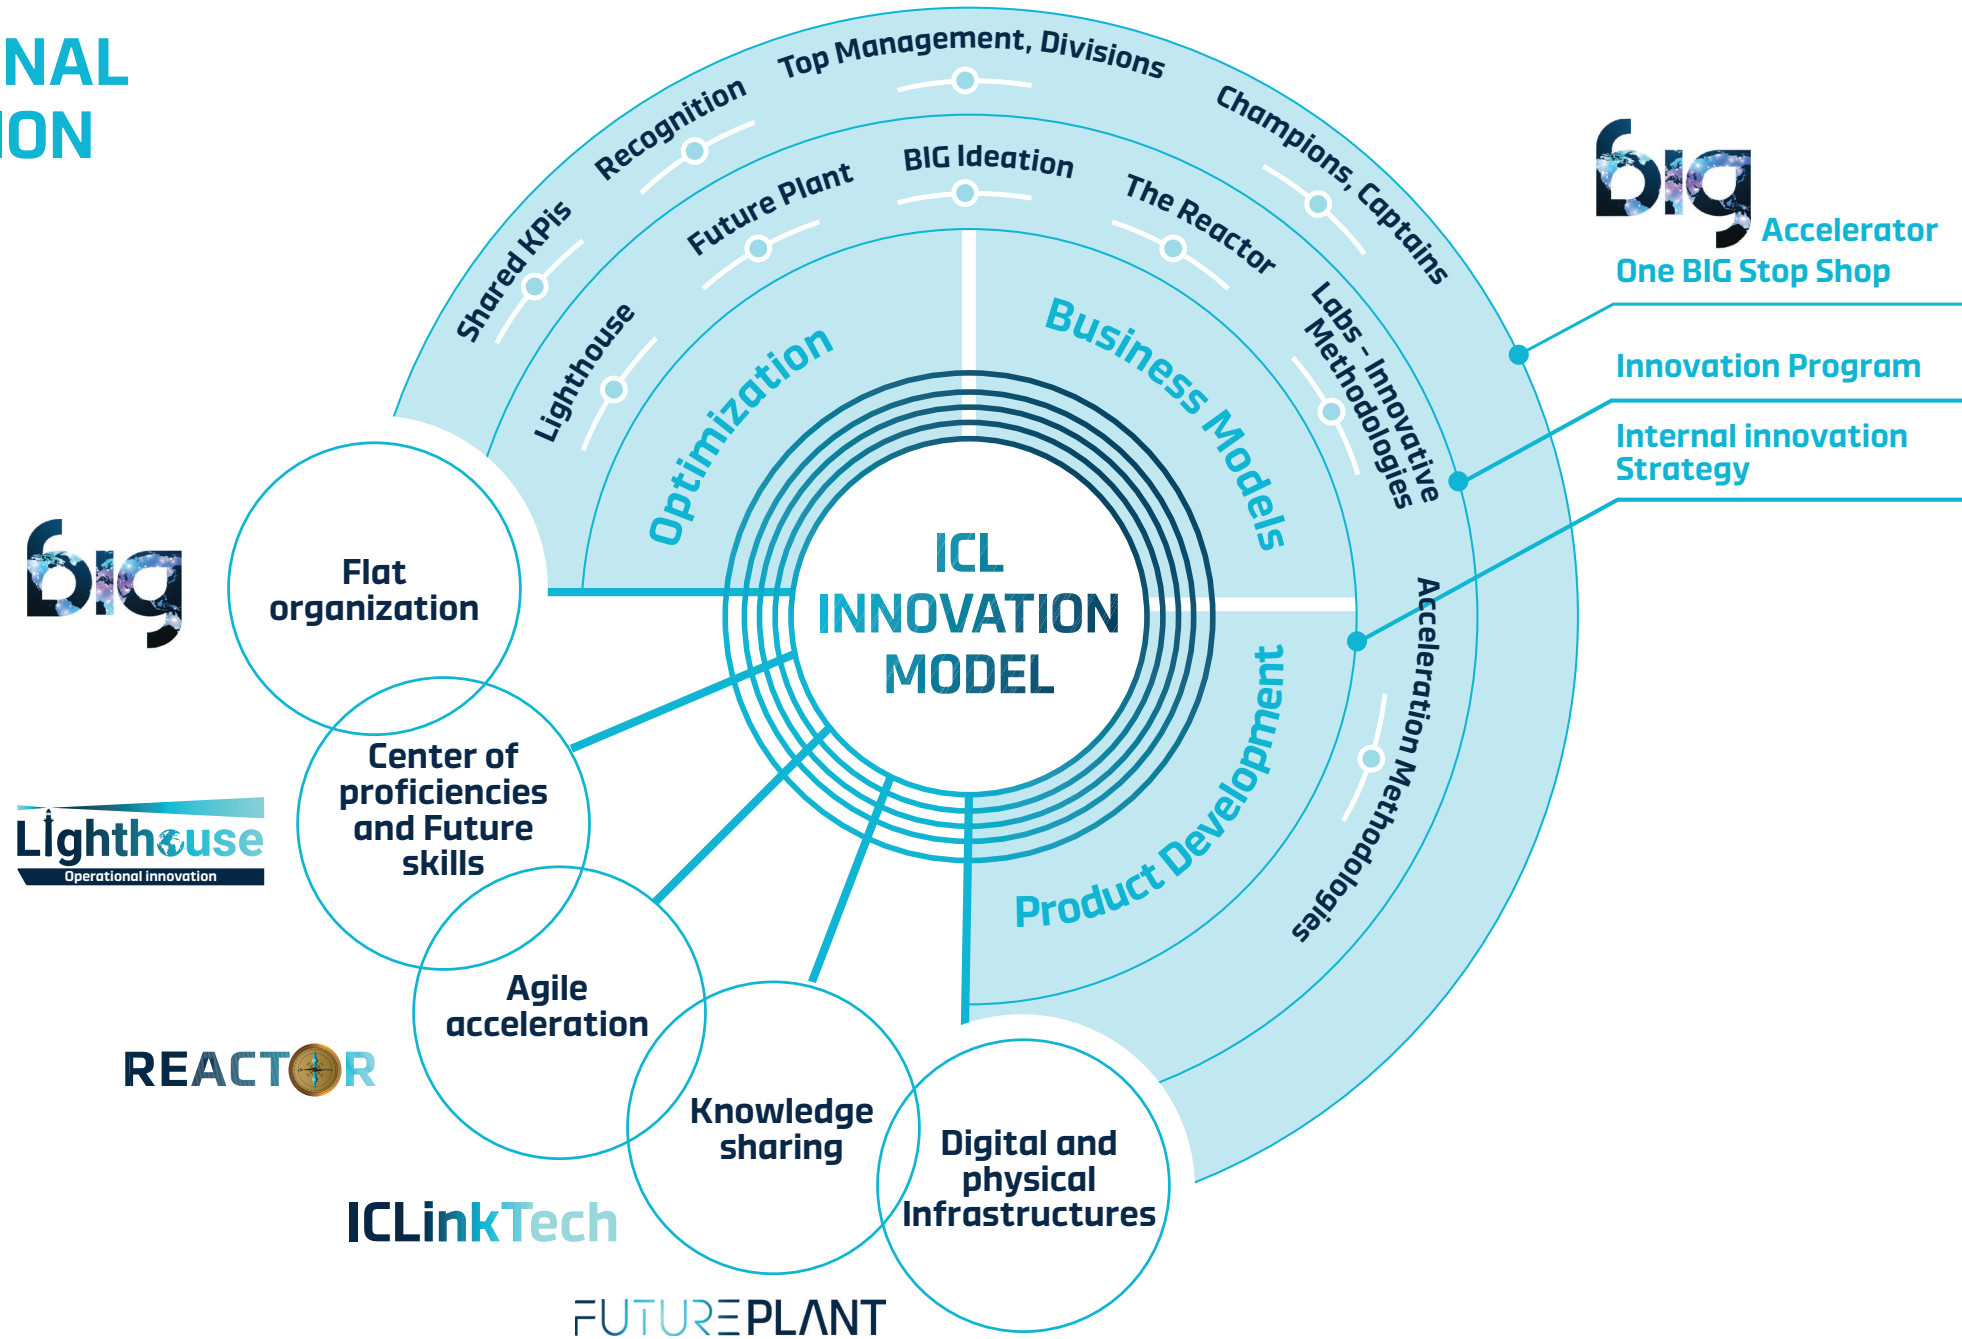 NAL
ION
Top Management, Divisions
Recognition
Champions, Captains
Shared KPis
BIG Ideation
Future Plant
The Reactor
Lighthouse
Labs - Innovative
Methodologies
Acceleration Methodologies
Optimization
Business Models
Product Development
ICL
INNOVATION
MODEL
big
Accelerator
One BIG Stop Shop
Innovation Program
Internal innovation
Strategy
big
Flat
organization
Lighthouse
Operational innovation
Center of
proficiencies
and Future
skills
REACTOR
Agile
acceleration
ICLinkTech
Knowledge
sharing
FUTUREPLANT
Digital and
physical
Infrastructures